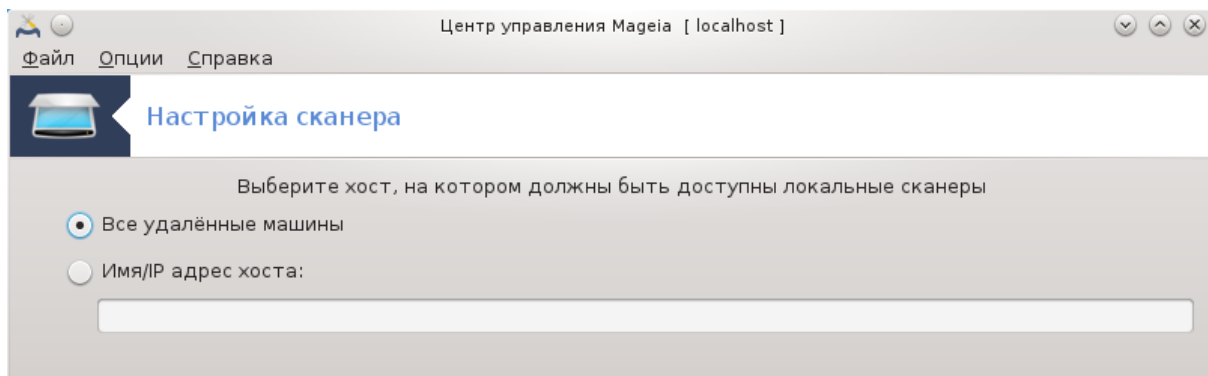 Центр управления Mageia [ localhost ]
Файл Опции Справка
Настройка сканера
Выберите хост, на котором должны быть доступны локальные сканеры
Все удалённые машины
Имя/IP адрес хоста: